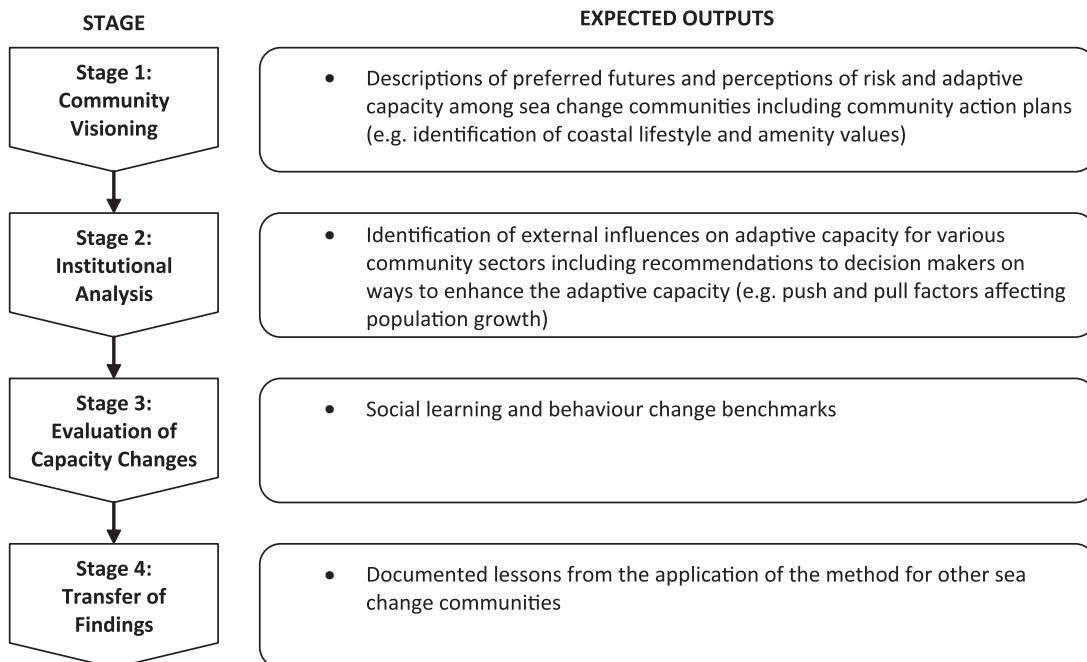 STAGE
EXPECTED OUTPUTS
Stage 1:
Community
Visioning
• Descriptions of preferred futures and perceptions of risk and adaptive
capacity among sea change communities including community action plans
(e.g. identification of coastal lifestyle and amenity values)
Stage 2:
Institutional
Analysis
• Identification of external influences on adaptive capacity for various
community sectors including recommendations to decision makers on
ways to enhance the adaptive capacity (e.g. push and pull factors affecting
population growth)
Stage 3:
Evaluation of
Capacity Changes
• Social learning and behaviour change benchmarks
Stage 4:
Transfer of
Findings
• Documented lessons from the application of the method for other sea
change communities